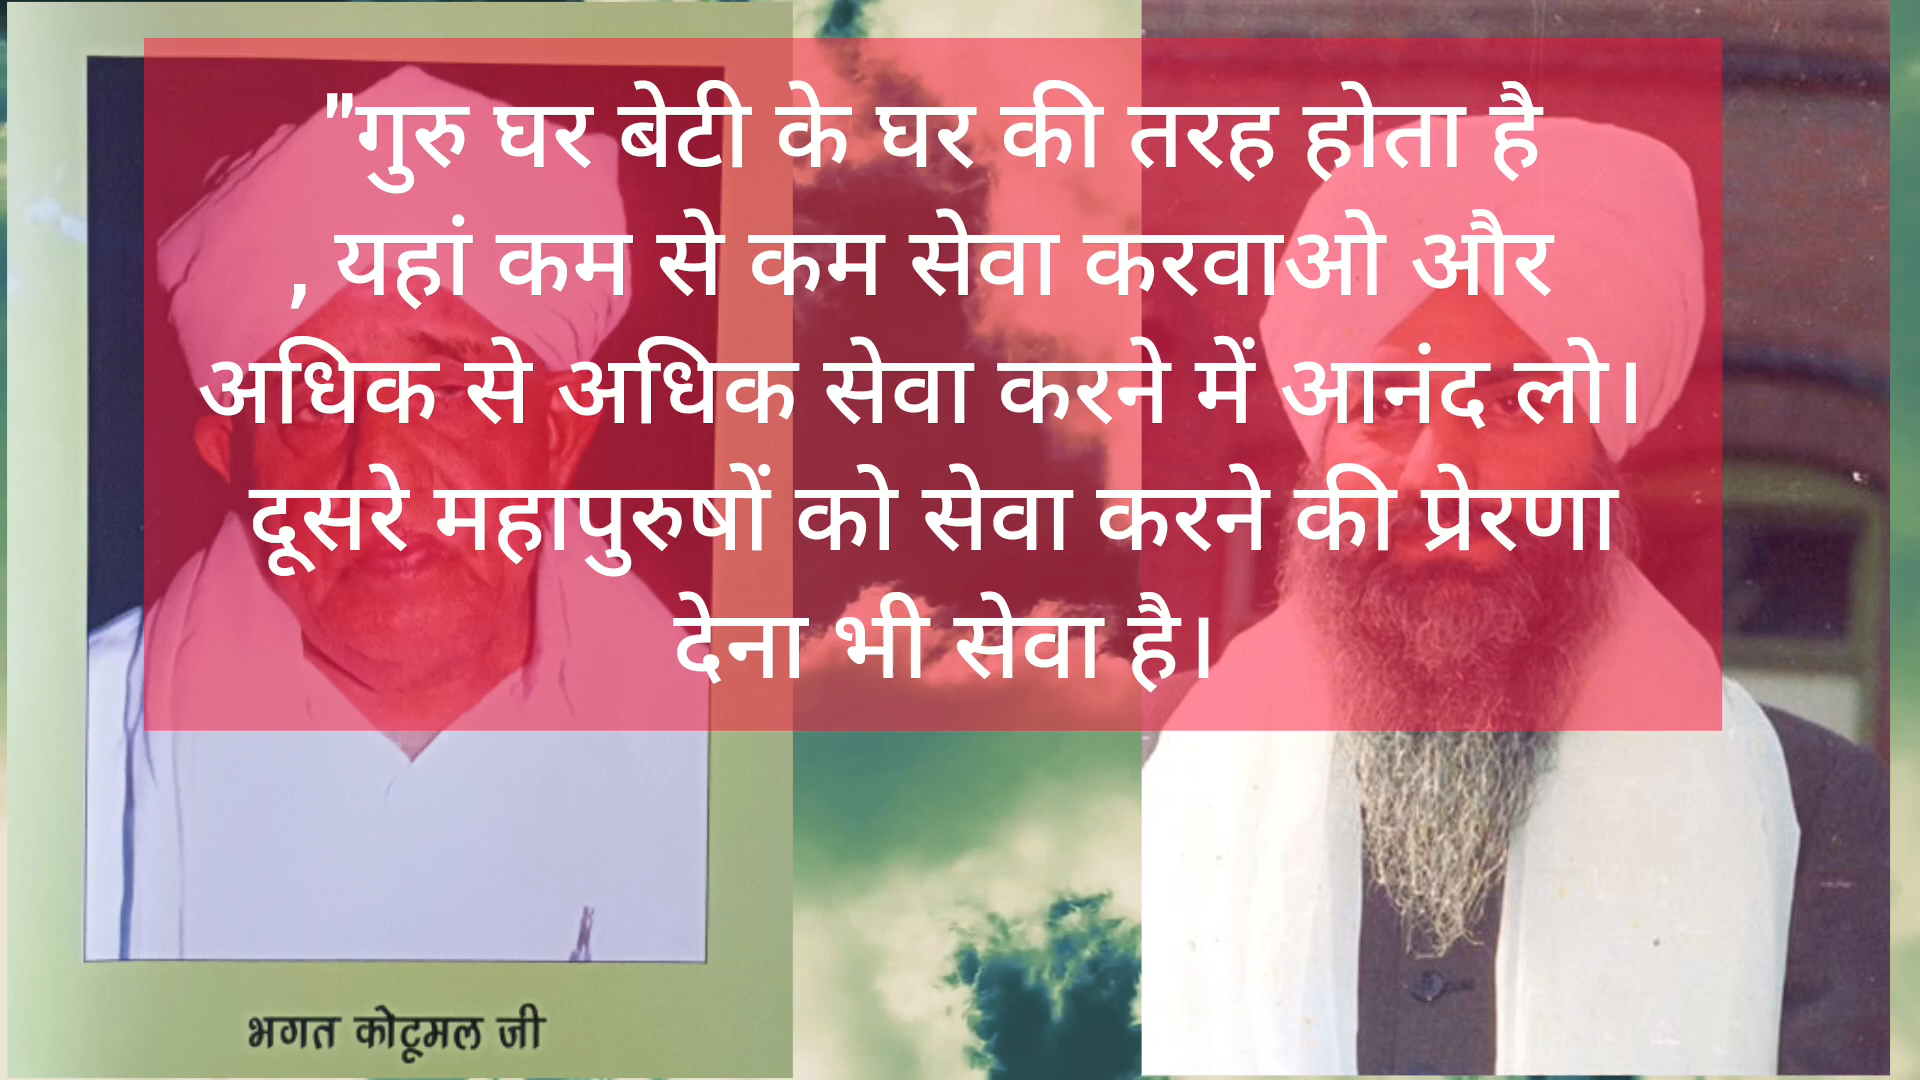 "गुरु घर बेटी के घर की तरह होता है
, यहां कम से कम सेवा करवाओ और
अधिक से अधिक सेवा करने में आनंद लो।
दूसरे महापुरुषों को सेवा करने की प्रेरणा
देना भी सेवा है।
भगत कोटूमल जी